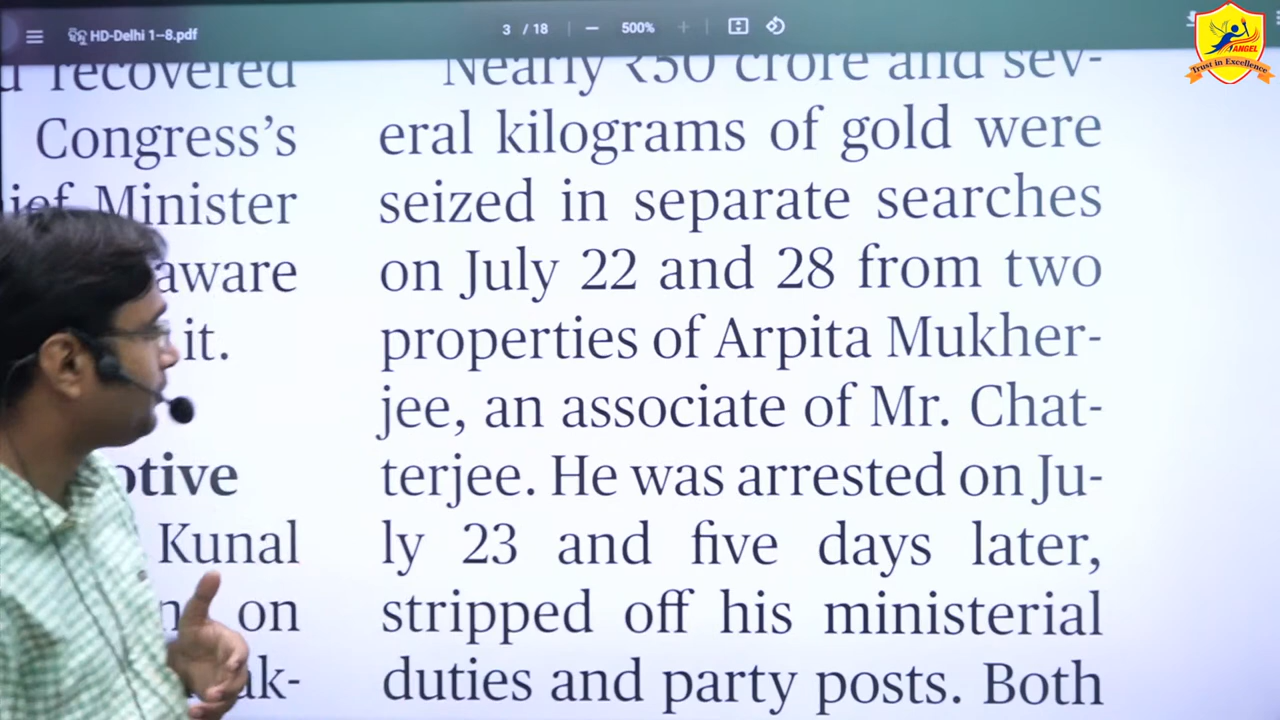 ହିନ୍ଦୁ HD-Delhi 1–8.pdf
3 / 18
500%
1ANGEL
Trust in Excellence
recovered
Congress's
Minister
aware
it.
Kunal
on
Nearly ₹50 crore and sev-
eral kilograms of gold were
seized in separate searches
on July 22 and 28 from two
properties of Arpita Mukher-
jee, an associate of Mr. Chat-
terjee. He was arrested on Ju-
ly 23 and five days later,
stripped off his ministerial
duties and party posts. Both